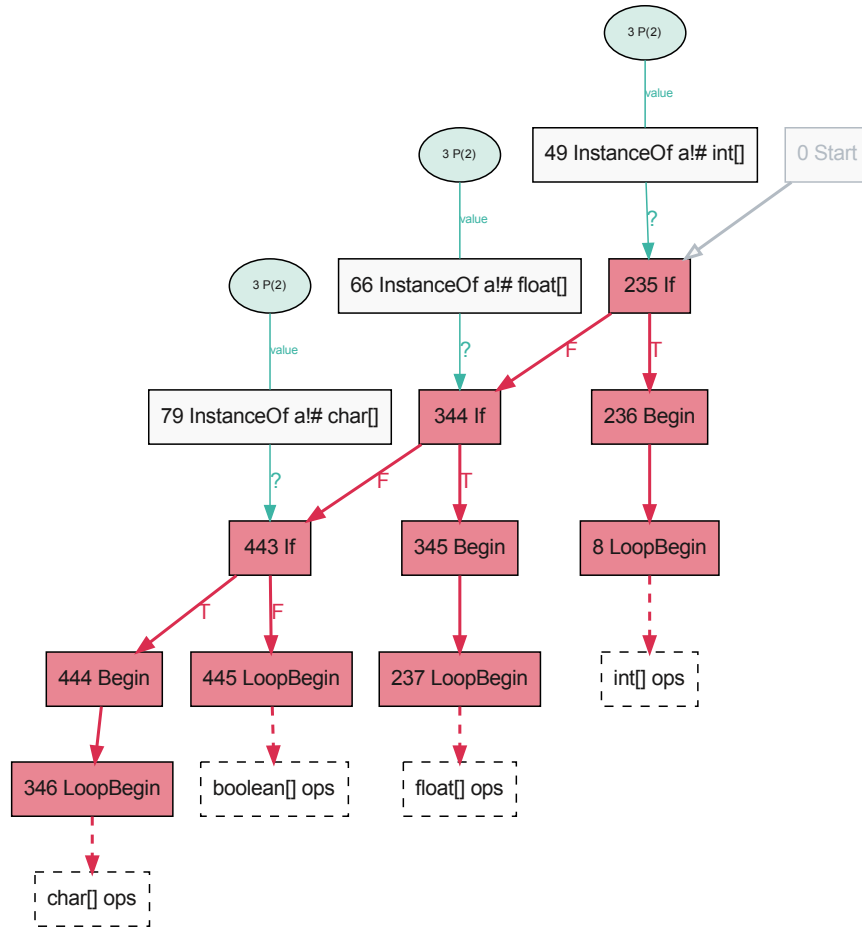 3 P(2)
value
3 P(2)
49 InstanceOf a!# int[]
0 Start
value
?
3 P(2)
66 InstanceOf a!# float[]
235 If
value
?
F
T
79 InstanceOf a!# char[]
344 If
236 Begin
?
F
T
443 If
345 Begin
8 LoopBegin
T
F
444 Begin
445 LoopBegin
237 LoopBegin
int[] ops
346 LoopBegin
boolean[] ops
float[] ops
char[] ops